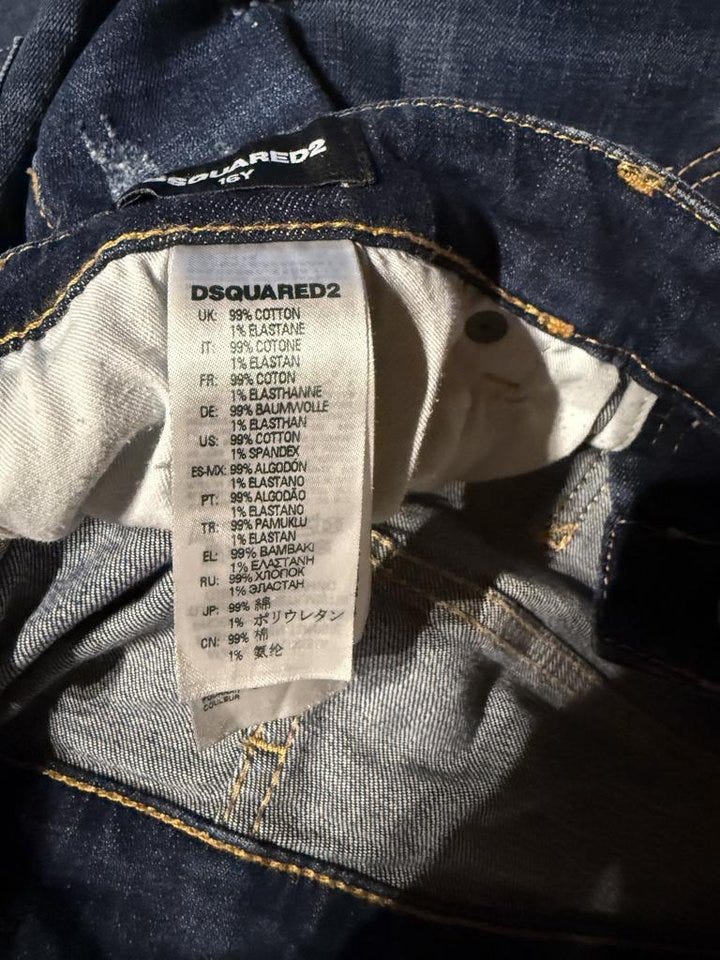 DSQUARED2
16Y
DSQUARED2
UK: 99% COTTON
1% ELASTANE
IT: 99% COTONE
1% ELASTAN
FR: 99% COTON
1% ELASTHANNE
DE: 99% BAUMWOLLE
1% ELASTHAN
US: 99% COTTON
1% SPANDEX
ES-MX: 99% ALGODÓN
1% ELASTANO
PT: 99% ALGODÃO
1% ELASTANO
TR: 99% PAMUKLU
1% ELASTAN
EL: 99% ΒΑΜΒΑΚΙ
1% ΕΛΑΣΤΑΝΗ
RU: 99% ХЛОПОК
1% ЭЛАСТАН
JP: 99% 綿
1% ポリウレタン
CN: 99% 棉
1% 氨纶
COULEUR